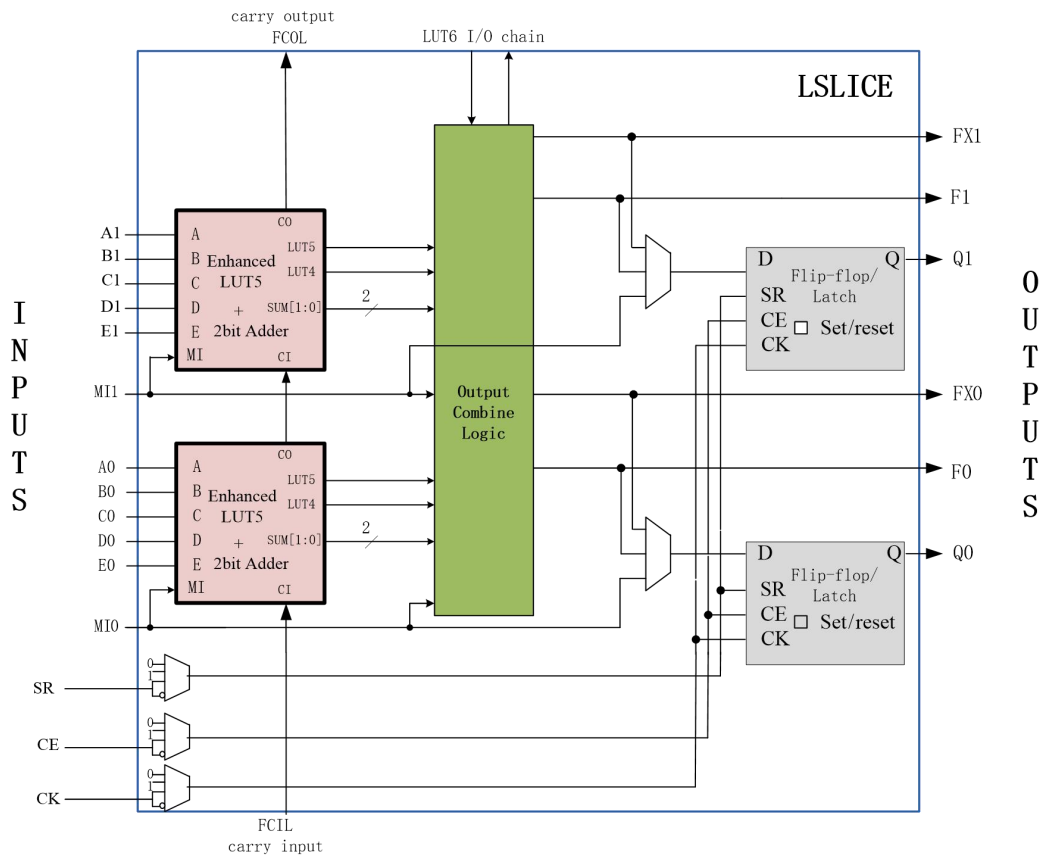 carry output
FCOL
LUT6 I/O chain
LSLICE
INPUTS
OUTPUTS
FX1
F1
Q1
FX0
F0
Q0
A1
B1
C1
D1
E1
MI1
CO
A
B
C
D
E
MI
Enhanced
LUT5
+
2bit Adder
LUT5
LUT4
SUM[1:0]
CI
2
A0
B0
C0
D0
E0
MI0
CO
A
B
C
D
E
MI
Enhanced
LUT5
+
2bit Adder
LUT5
LUT4
SUM[1:0]
CI
2
Output
Combine
Logic
D
Q
Flip-flop/
Latch
SR
CE
CK
Set/reset
D
Q
Flip-flop/
Latch
SR
CE
CK
Set/reset
SR
0
1
CE
0
1
CK
0
1
FCIL
carry input